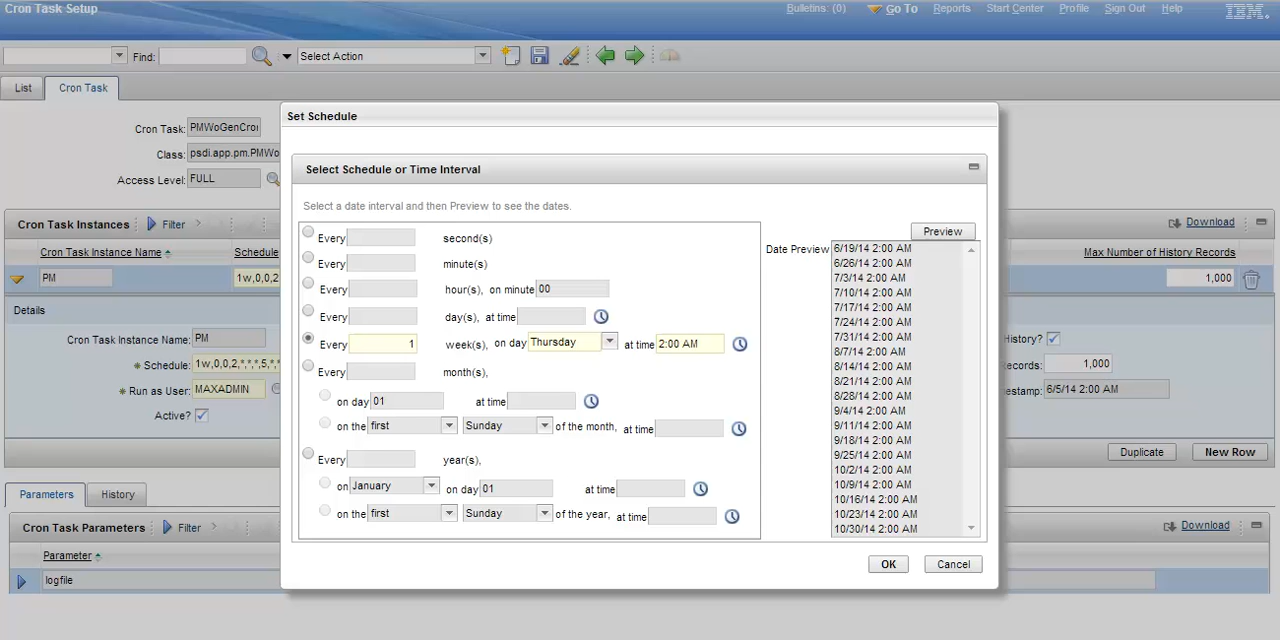 Cron Task Setup
Bulletins: (0) Go To Reports Start Center Profile Sign Out Help IBM.
Find: Select Action
List Cron Task
Cron Task: PMWoGenCron
Class: psdi.app.pm.PMWo
Access Level: FULL
Cron Task Instances Filter Download
Cron Task Instance Name Schedule Max Number of History Records
PM 1w,0,0,2 1,000
Details
Cron Task Instance Name: PM History?
Schedule: 1w,0,0,2,*,*,*,5,* Records: 1,000
Run as User: MAXADMIN estamp: 6/5/14 2:00 AM
Active?
Duplicate New Row
Parameters History
Cron Task Parameters Filter Download
Parameter
logfile
Set Schedule
Select Schedule or Time Interval
Select a date interval and then Preview to see the dates.
Every second(s)
Every minute(s)
Every hour(s), on minute 00
Every day(s), at time
Every 1 week(s), on day Thursday at time 2:00 AM
Every month(s),
on day 01 at time
on the first Sunday of the month, at time
Every year(s),
on January on day 01 at time
on the first Sunday of the year, at time
Preview
Date Preview
6/19/14 2:00 AM
6/26/14 2:00 AM
7/3/14 2:00 AM
7/10/14 2:00 AM
7/17/14 2:00 AM
7/24/14 2:00 AM
7/31/14 2:00 AM
8/7/14 2:00 AM
8/14/14 2:00 AM
8/21/14 2:00 AM
8/28/14 2:00 AM
9/4/14 2:00 AM
9/11/14 2:00 AM
9/18/14 2:00 AM
9/25/14 2:00 AM
10/2/14 2:00 AM
10/9/14 2:00 AM
10/16/14 2:00 AM
10/23/14 2:00 AM
10/30/14 2:00 AM
OK Cancel